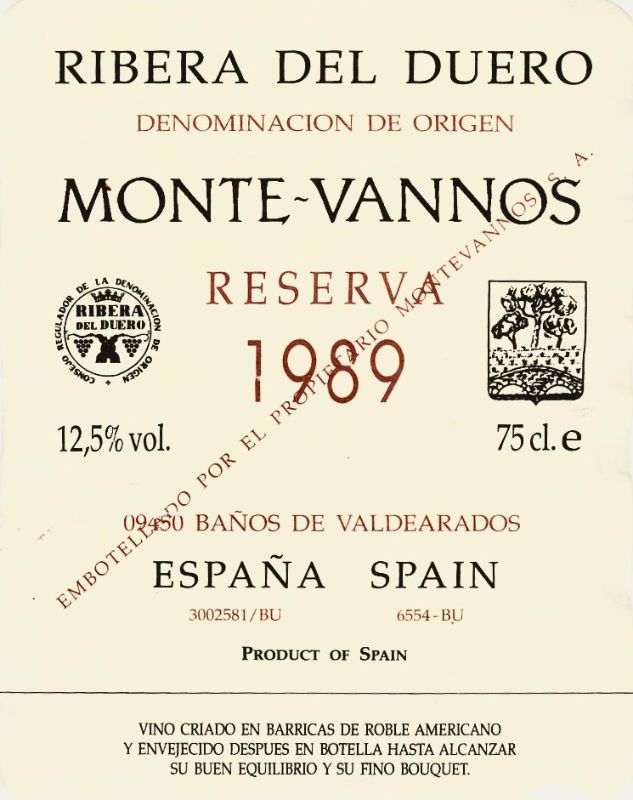 RIBERA DEL DUERO
DENOMINACION DE ORIGEN
MONTE-VANNOS
RESERVA
1989
CONSEJO REGULADOR DE LA DENOMINACION DE ORIGEN +
RIBERA
DEL DUERO
12,5% vol.
75 cl. e
EMBOTELLADO POR EL PROPIETARIO MONTEVANNOS S. A.
09450 BAÑOS DE VALDEARADOS
ESPAÑA SPAIN
3002581/BU 6554-BU
PRODUCT OF SPAIN
VINO CRIADO EN BARRICAS DE ROBLE AMERICANO
Y ENVEJECIDO DESPUES EN BOTELLA HASTA ALCANZAR
SU BUEN EQUILIBRIO Y SU FINO BOUQUET.